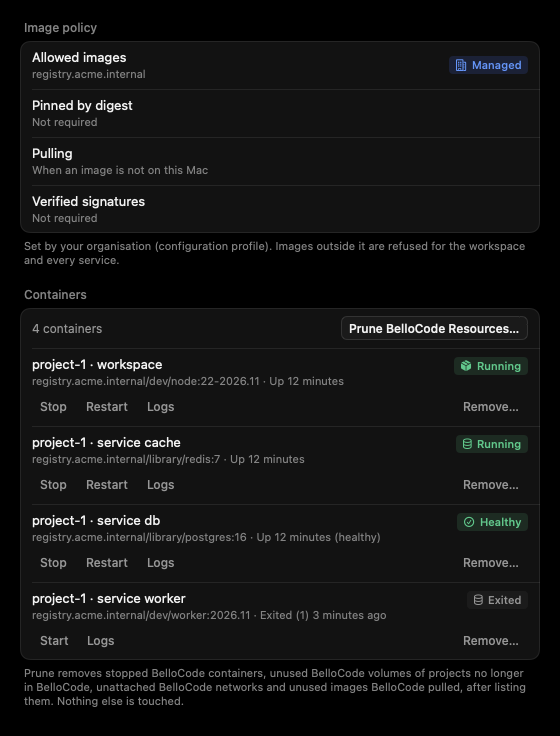 Image policy
Allowed images
registry.acme.internal
Managed
Pinned by digest
Not required
Pulling
When an image is not on this Mac
Verified signatures
Not required
Set by your organisation (configuration profile). Images outside it are refused for the workspace
and every service.
Containers
4 containers
Prune BelloCode Resources...
project-1 · workspace
Running
registry.acme.internal/dev/node:22-2026.11 · Up 12 minutes
Stop Restart Logs Remove...
project-1 · service cache
Running
registry.acme.internal/library/redis:7 · Up 12 minutes
Stop Restart Logs Remove...
project-1 · service db
Healthy
registry.acme.internal/library/postgres:16 · Up 12 minutes (healthy)
Stop Restart Logs Remove...
project-1 · service worker
Exited
registry.acme.internal/dev/worker:2026.11 · Exited (1) 3 minutes ago
Start Logs Remove...
Prune removes stopped BelloCode containers, unused BelloCode volumes of projects no longer
in BelloCode, unattached BelloCode networks and unused images BelloCode pulled, after listing
them. Nothing else is touched.